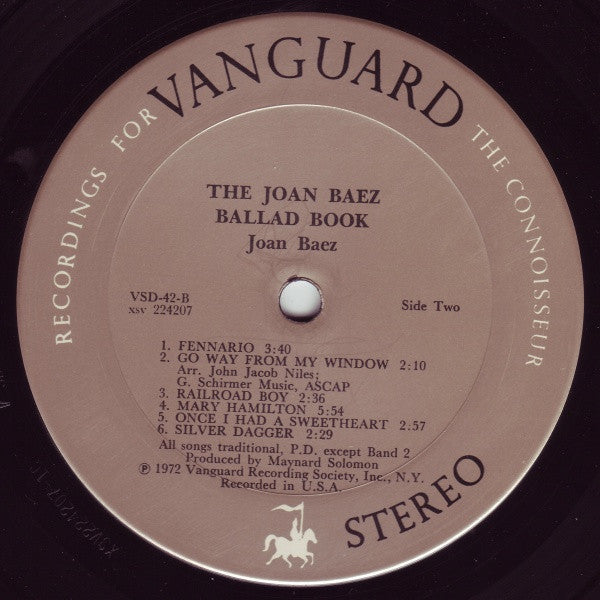 RECORDINGS FOR VANGUARD THE CONNOISSEUR
THE JOAN BAEZ
BALLAD BOOK
Joan Baez
VSD-42-B
xsv 224207
Side Two
1. FENNARIO 3:40
2. GO WAY FROM MY WINDOW 2:10
Arr. John Jacob Niles;
G. Schirmer Music, ASCAP
3. RAILROAD BOY 2:36
4. MARY HAMILTON 5:54
5. ONCE I HAD A SWEETHEART 2:57
6. SILVER DAGGER 2:29
All songs traditional, P.D. except Band 2
Produced by Maynard Solomon
℗ 1972 Vanguard Recording Society, Inc., N.Y.
Recorded in U.S.A.
STEREO